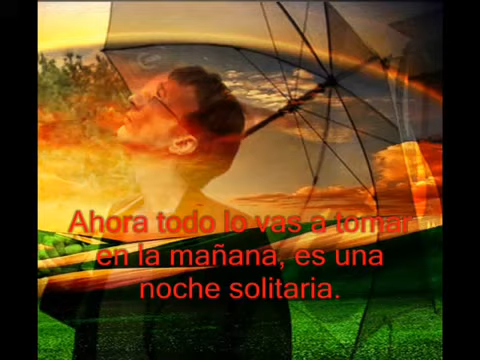 Ahora todo lo vas a tomar
en la mañana, es una
noche solitaria.